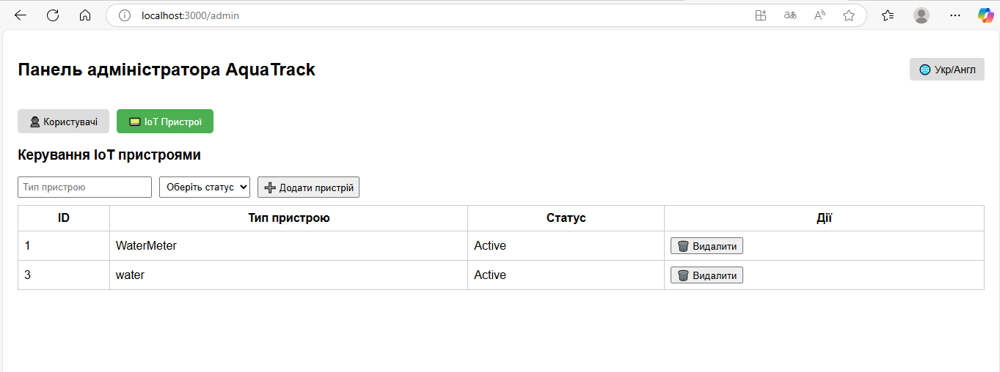 localhost:3000/admin
Панель адміністратора AquaTrack
Укр/Англ
Користувачі IoT Пристрої
Керування IoT пристроями
Тип пристрою Оберіть статус Додати пристрій
ID Тип пристрою Статус Дії
1 WaterMeter Active Видалити
3 water Active Видалити